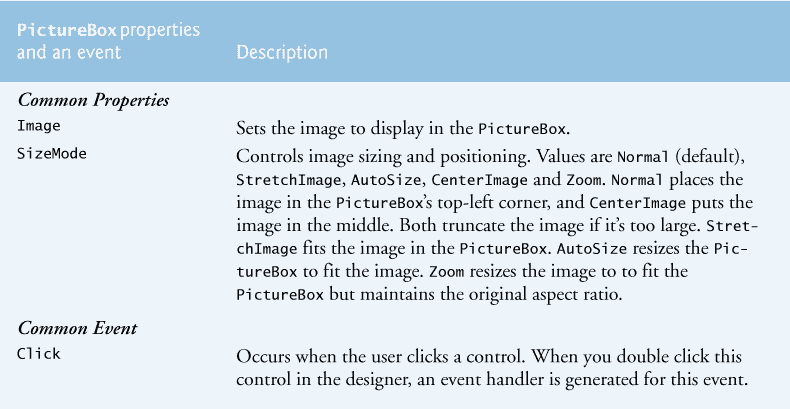 PictureBox properties
and an event
Description
Common Properties
Image
Sets the image to display in the PictureBox.
SizeMode
Controls image sizing and positioning. Values are Normal (default),
StretchImage, AutoSize, CenterImage and Zoom. Normal places the
image in the PictureBox's top-left corner, and CenterImage puts the
image in the middle. Both truncate the image if it's too large. Stret-
chImage fits the image in the PictureBox. AutoSize resizes the Pic-
tureBox to fit the image. Zoom resizes the image to to fit the
PictureBox but maintains the original aspect ratio.
Common Event
Click
Occurs when the user clicks a control. When you double click this
control in the designer, an event handler is generated for this event.